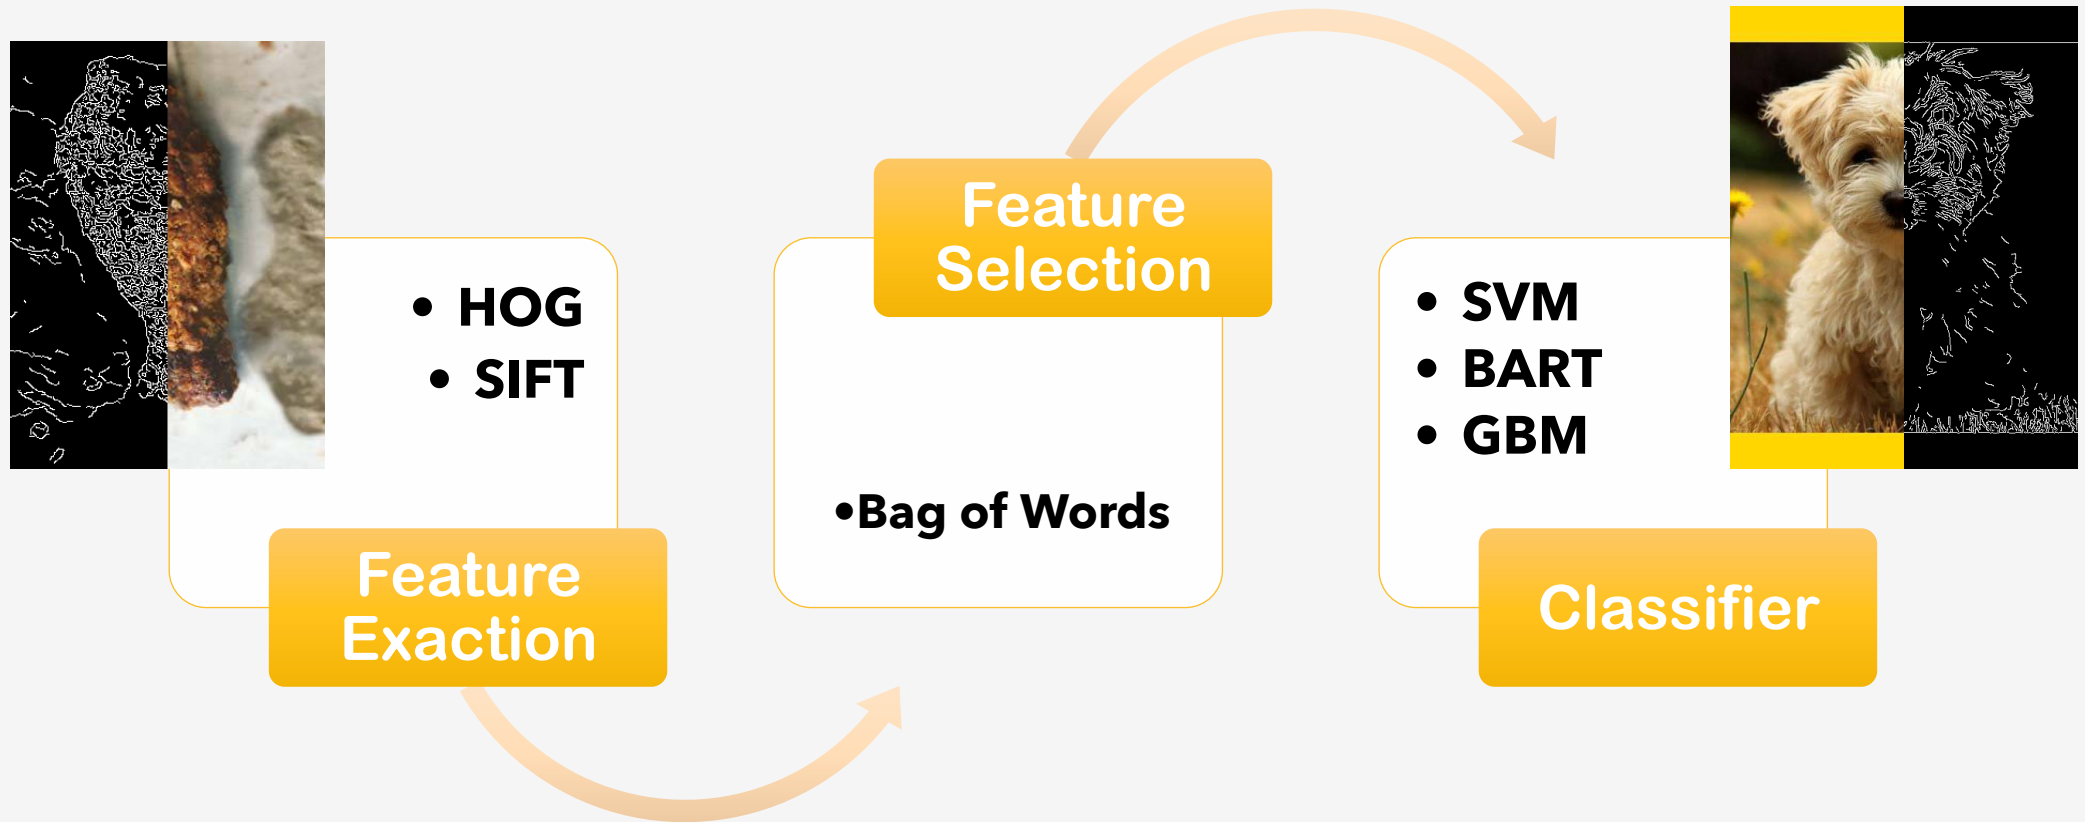 • HOG
• SIFT
Feature
Exaction
Feature
Selection
•Bag of Words
• SVM
• BART
• GBM
Classifier